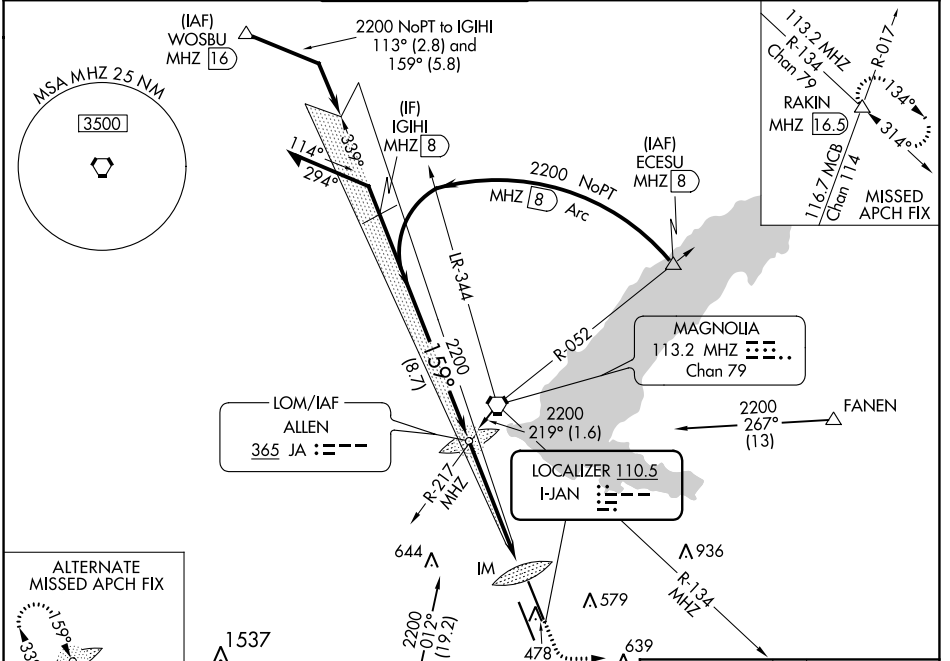 (IAF)
WOSBU
MHZ 16
2200 NoPT to IGIHI
113° (2.8) and
159° (5.8)
MSA MHZ 25 NM
3500
(IF)
IGIHI
MHZ 8
339°
114°
294°
2200 NoPT
MHZ 8 Arc
(IAF)
ECESU
MHZ 8
113.2 MHZ
R-134
Chan 79
R-017
RAKIN
MHZ 16.5
134°
314°
116.7 MCB
Chan 114
MISSED
APCH FIX
LR-344
R-052
2200
159°
(8.7)
MAGNOLIA
113.2 MHZ
Chan 79
LOM/IAF
ALLEN
365 JA
2200
219° (1.6)
2200
267°
(13)
FANEN
R-217
MHZ
LOCALIZER 110.5
I-JAN
644
IM
936
R-134
MHZ
579
ALTERNATE
MISSED APCH FIX
159°
1537
2200
012°
(19.2)
478
639